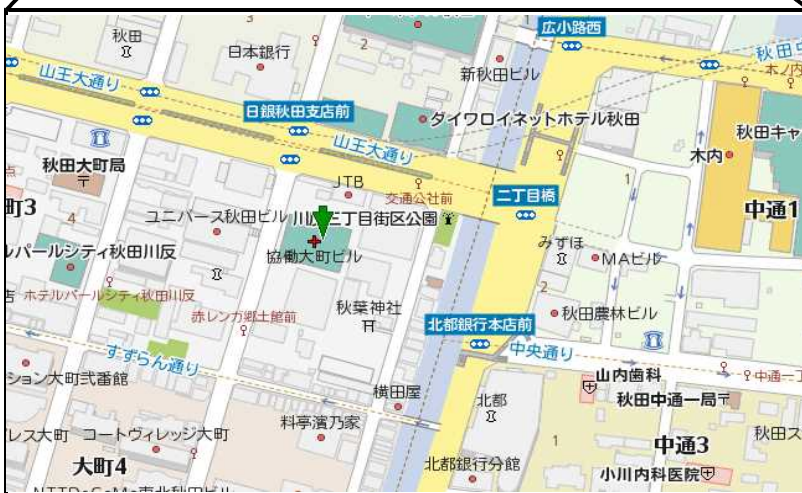 広小路西
秋田
日本銀行
3
2
1
新秋田ビル
山王大通り
日銀秋田支店前
ダイワロイネットホテル秋田
木内
秋田キャ
秋田大町局
山王大通り
JTB
交通公社前
二丁目橋
1
中通1
町3
4
ユニバース秋田ビル
三丁目街区公園
みずほ
MAビル
ルパールシティ秋田川反
協働大町ビル
ホテルパールシティ秋田川反
秋葉神社
2
秋田農林ビル
店
赤レンガ郷土館前
北都銀行本店前
すずらん通り
中央通り
中通一丁
ション大町弐番館
山内歯科
秋田中通一局
横田屋
北都
レス大町
コートヴィレッジ大町
料亭濱乃家
1
中通3
秋田ス
大町4
北都銀行分館
小川内科医院